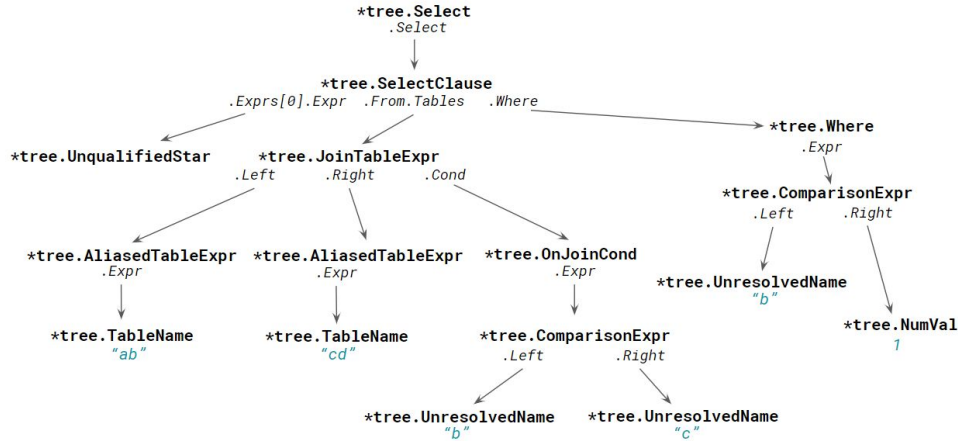 *tree.Select
.Select
*tree.SelectClause
.Exprs[0].Expr .From.Tables .Where
*tree.Where
.Expr
*tree.UnqualifiedStar *tree.JoinTableExpr
.Left .Right .Cond
*tree.ComparisonExpr
.Left .Right
*tree.AliasedTableExpr *tree.AliasedTableExpr *tree.OnJoinCond
.Expr .Expr .Expr
*tree.UnresolvedName
“b”
*tree.NumVal
1
*tree.TableName *tree.TableName *tree.ComparisonExpr
“ab” “cd” .Left .Right
*tree.UnresolvedName *tree.UnresolvedName
“b” “c”